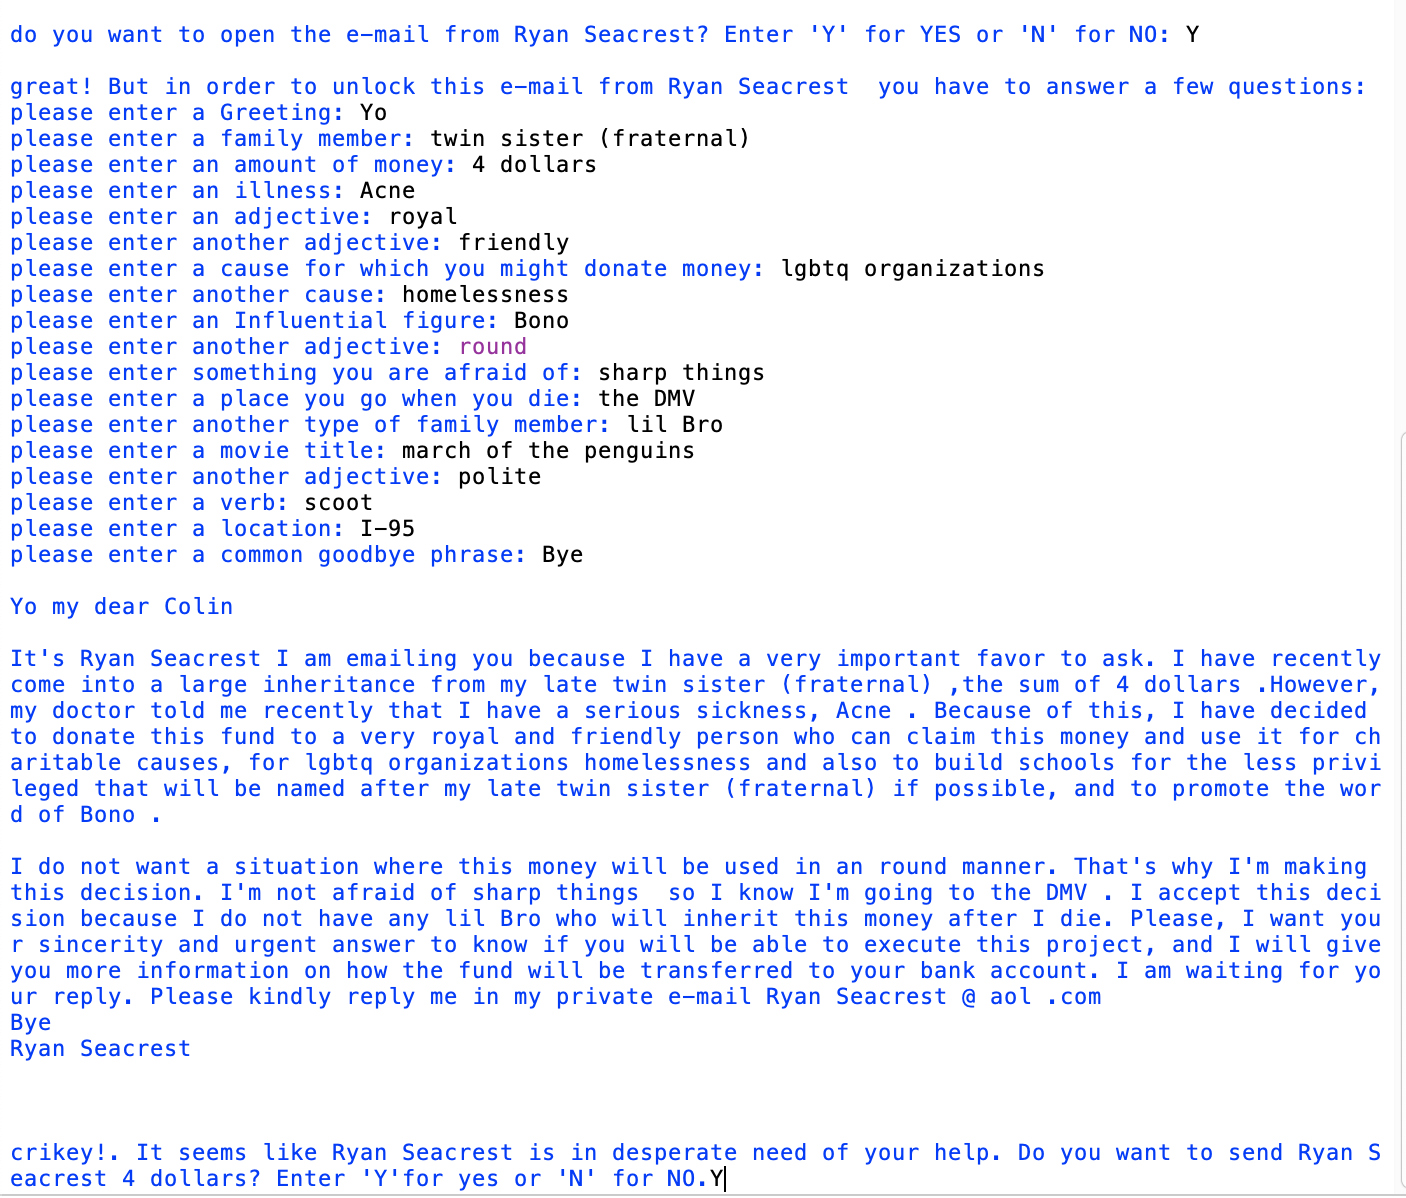 do you want to open the e-mail from Ryan Seacrest? Enter 'Y' for YES or 'N' for NO: Y
great! But in order to unlock this e-mail from Ryan Seacrest  you have to answer a few questions:
please enter a Greeting: Yo
please enter a family member: twin sister (fraternal)
please enter an amount of money: 4 dollars
please enter an illness: Acne
please enter an adjective: royal
please enter another adjective: friendly
please enter a cause for which you might donate money: lgbtq organizations
please enter another cause: homelessness
please enter an Influential figure: Bono
please enter another adjective: round
please enter something you are afraid of: sharp things
please enter a place you go when you die: the DMV
please enter another type of family member: lil Bro
please enter a movie title: march of the penguins
please enter another adjective: polite
please enter a verb: scoot
please enter a location: I-95
please enter a common goodbye phrase: Bye
Yo my dear Colin
It's Ryan Seacrest I am emailing you because I have a very important favor to ask. I have recently
come into a large inheritance from my late twin sister (fraternal) ,the sum of 4 dollars .However,
my doctor told me recently that I have a serious sickness, Acne . Because of this, I have decided
to donate this fund to a very royal and friendly person who can claim this money and use it for ch
aritable causes, for lgbtq organizations homelessness and also to build schools for the less privi
leged that will be named after my late twin sister (fraternal) if possible, and to promote the wor
d of Bono .
I do not want a situation where this money will be used in an round manner. That's why I'm making
this decision. I'm not afraid of sharp things  so I know I'm going to the DMV . I accept this deci
sion because I do not have any lil Bro who will inherit this money after I die. Please, I want you
r sincerity and urgent answer to know if you will be able to execute this project, and I will give
you more information on how the fund will be transferred to your bank account. I am waiting for yo
ur reply. Please kindly reply me in my private e-mail Ryan Seacrest @ aol .com
Bye
Ryan Seacrest
crikey!. It seems like Ryan Seacrest is in desperate need of your help. Do you want to send Ryan S
eacrest 4 dollars? Enter 'Y'for yes or 'N' for NO.Y